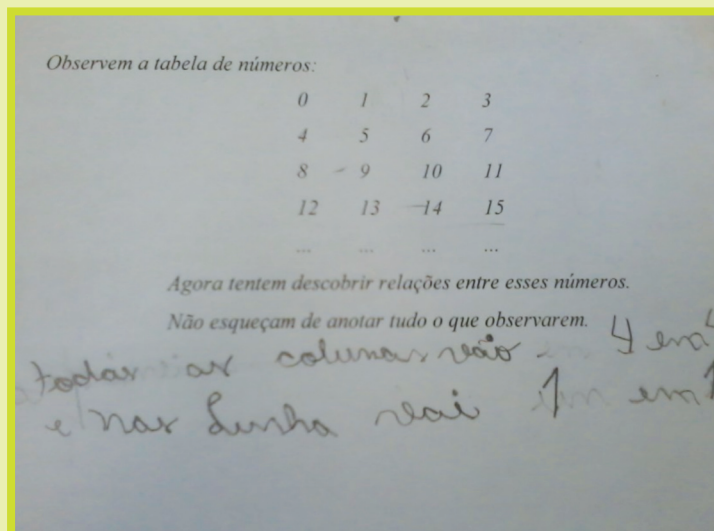 Observem a tabela de números:
0 1 2 3
4 5 6 7
8 9 10 11
12 13 14 15
... ... ... ...
Agora tentem descobrir relações entre esses números.
Não esqueçam de anotar tudo o que observarem.
todas as colunas vão 4 em 4
e nas Linha vai 1 em 1